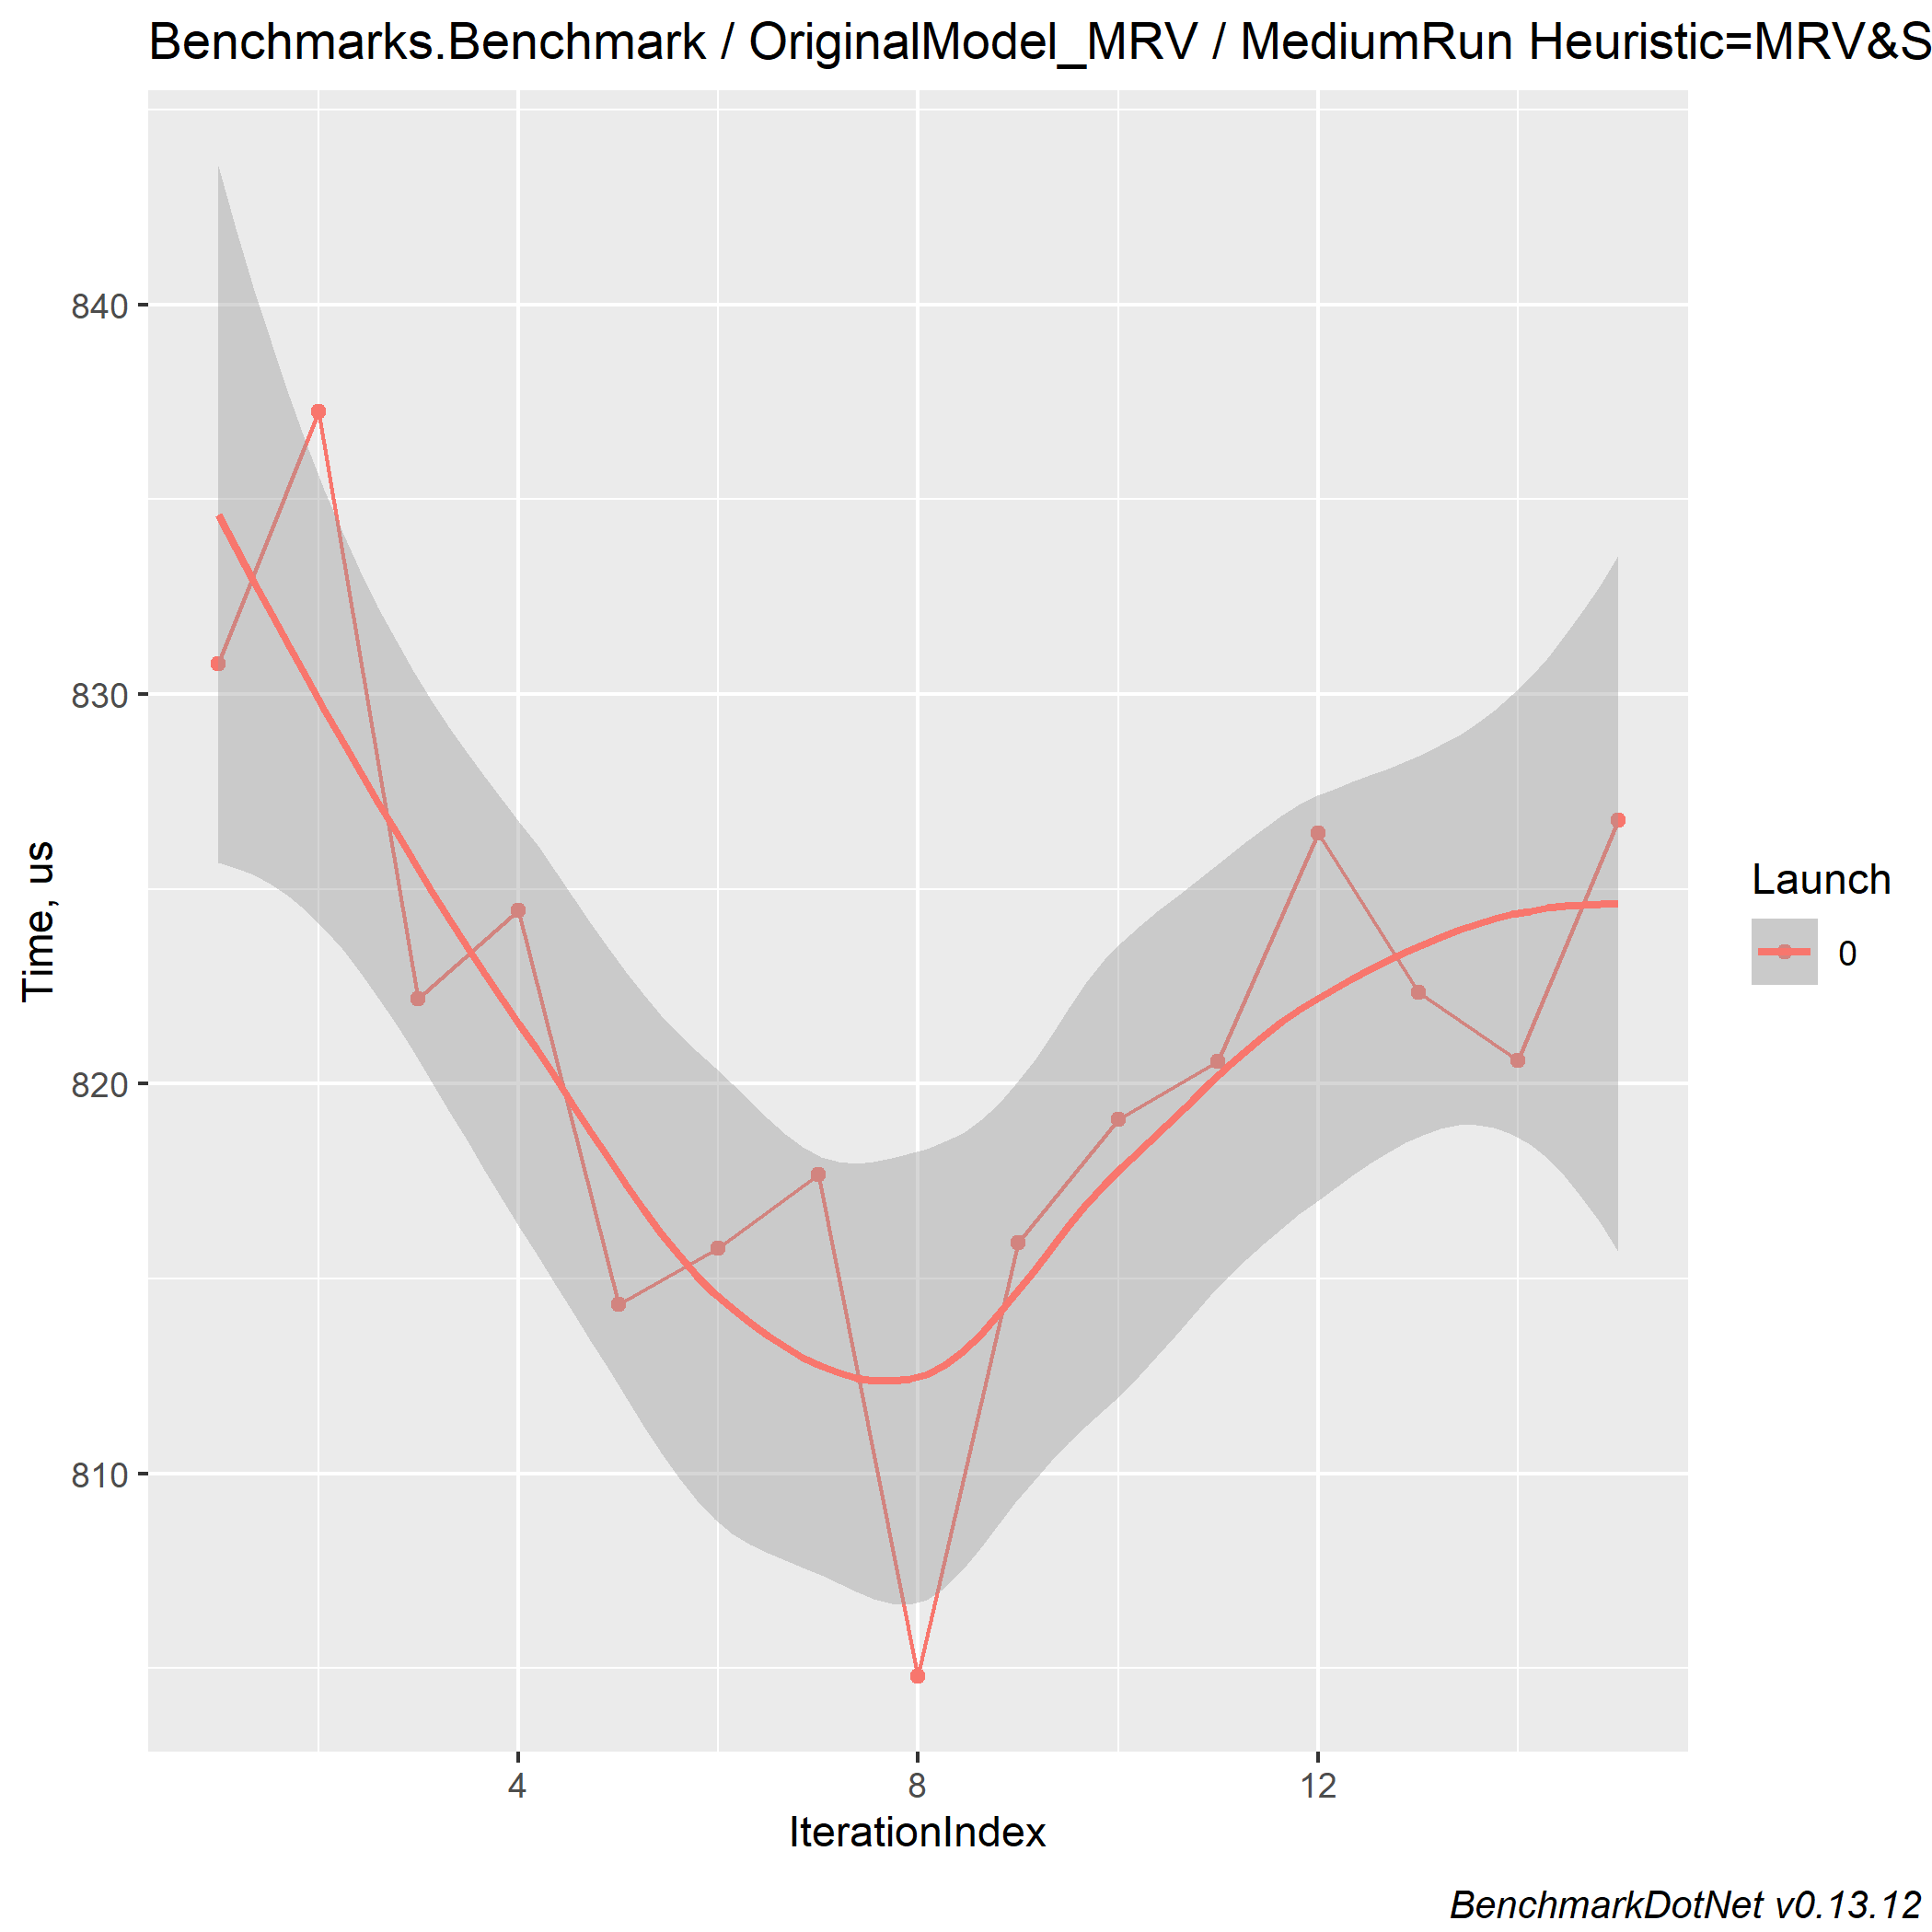 Benchmarks.Benchmark / OriginalModel_MRV / MediumRun Heuristic=MRV&S
Time, us
840
830
820
810
4
8
12
IterationIndex
Launch
0
BenchmarkDotNet v0.13.12